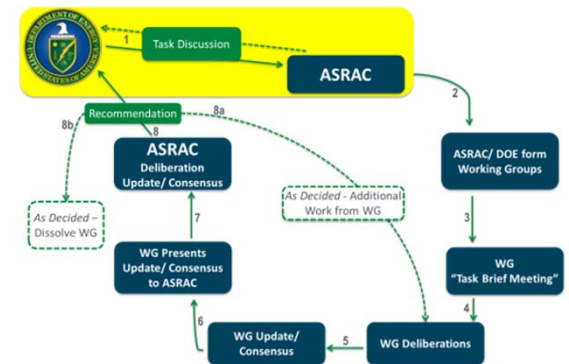 DEPARTMENT OF ENERGY
UNITED STATES OF AMERICA
1
Task Discussion
ASRAC
2
Recommendation
8a
8b
8
ASRAC
Deliberation
Update/ Consensus
ASRAC/ DOE form
Working Groups
As Decided - Additional
Work from WG
As Decided –
Dissolve WG
3
7
WG Presents
Update/ Consensus
to ASRAC
WG
“Task Brief Meeting”
4
6
WG Update/
Consensus
5
WG Deliberations